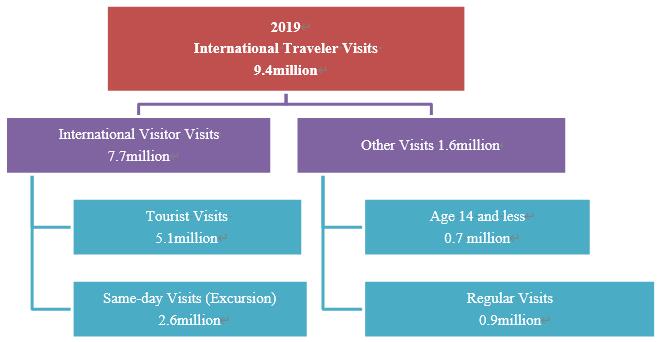 2019
International Traveler Visits
9.4million
International Visitor Visits
7.7million
Other Visits 1.6million
Tourist Visits
5.1million
Age 14 and less
0.7 million
Same-day Visits (Excursion)
2.6million
Regular Visits
0.9million